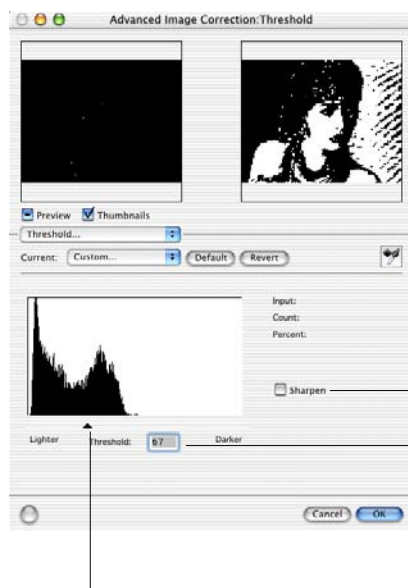 Advanced Image Correction:Threshold
Preview Thumbnails
Threshold...
Current: Custom... Default Revert
Input:
Count:
Percent:
Sharpen
Lighter Threshold: 67 Darker
Cancel OK